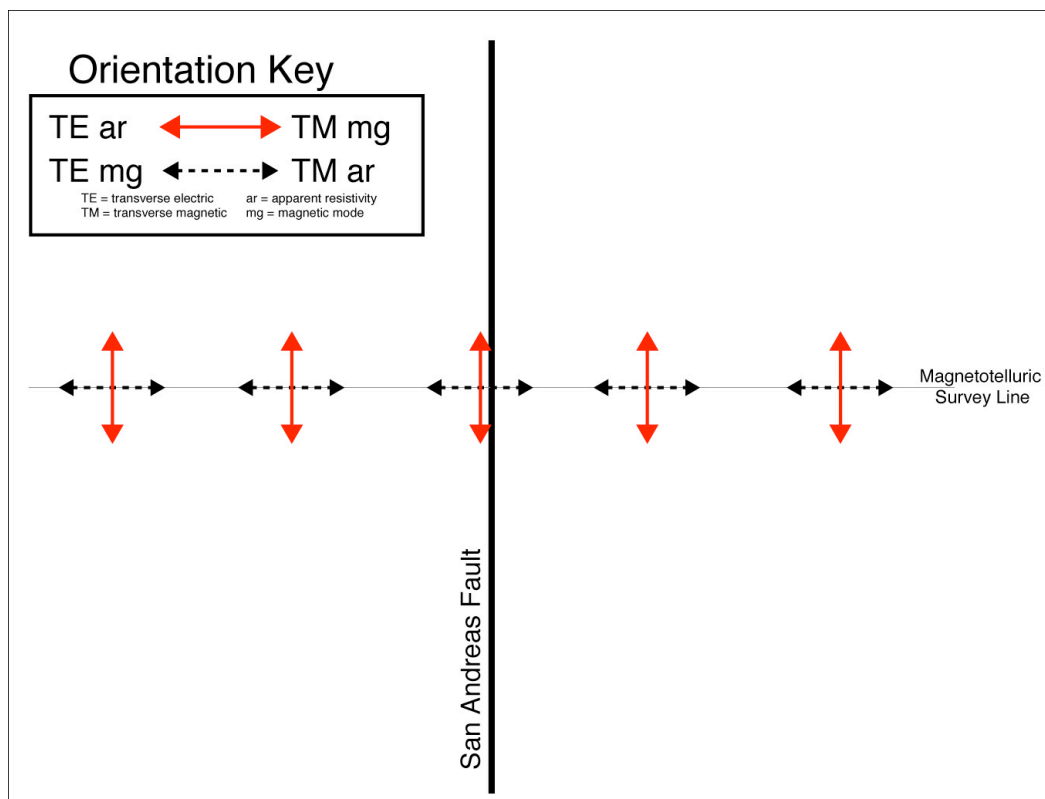 Orientation Key
TE ar TM mg
TE mg TM ar
TE = transverse electric ar = apparent resistivity
TM = transverse magnetic mg = magnetic mode
Magnetotelluric
Survey Line
San Andreas Fault